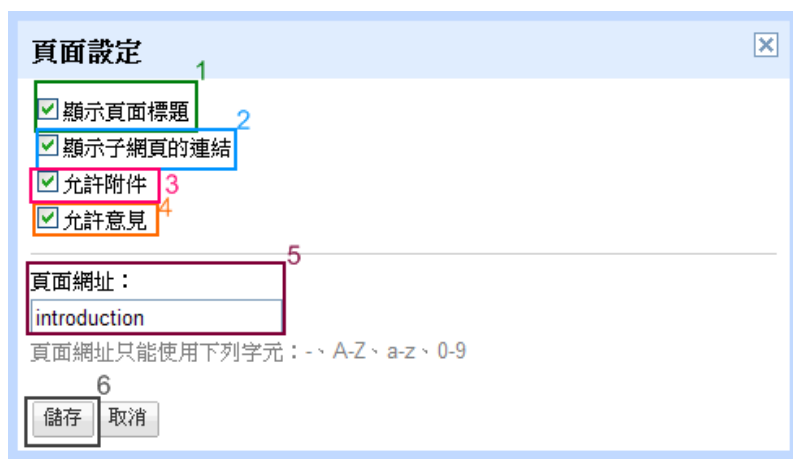 頁面設定
1
顯示頁面標題
2
顯示子網頁的連結
允許附件 3
允許意見 4
5
頁面網址：
introduction
頁面網址只能使用下列字元：-、A-Z、a-z、0-9
6
儲存 取消